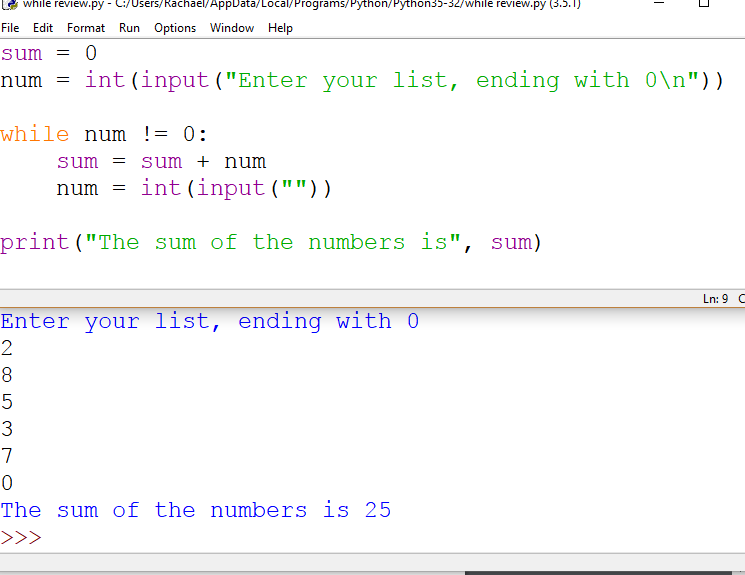 while review.py - C:/Users/Rachael/AppData/Local/Programs/Python/Python35-32/while review.py (3.5.1)
File Edit Format Run Options Window Help
sum = 0
num = int(input("Enter your list, ending with 0\n"))
while num != 0:
    sum = sum + num
    num = int(input(""))
print("The sum of the numbers is", sum)
Ln: 9 C
Enter your list, ending with 0
2
8
5
3
7
0
The sum of the numbers is 25
>>>